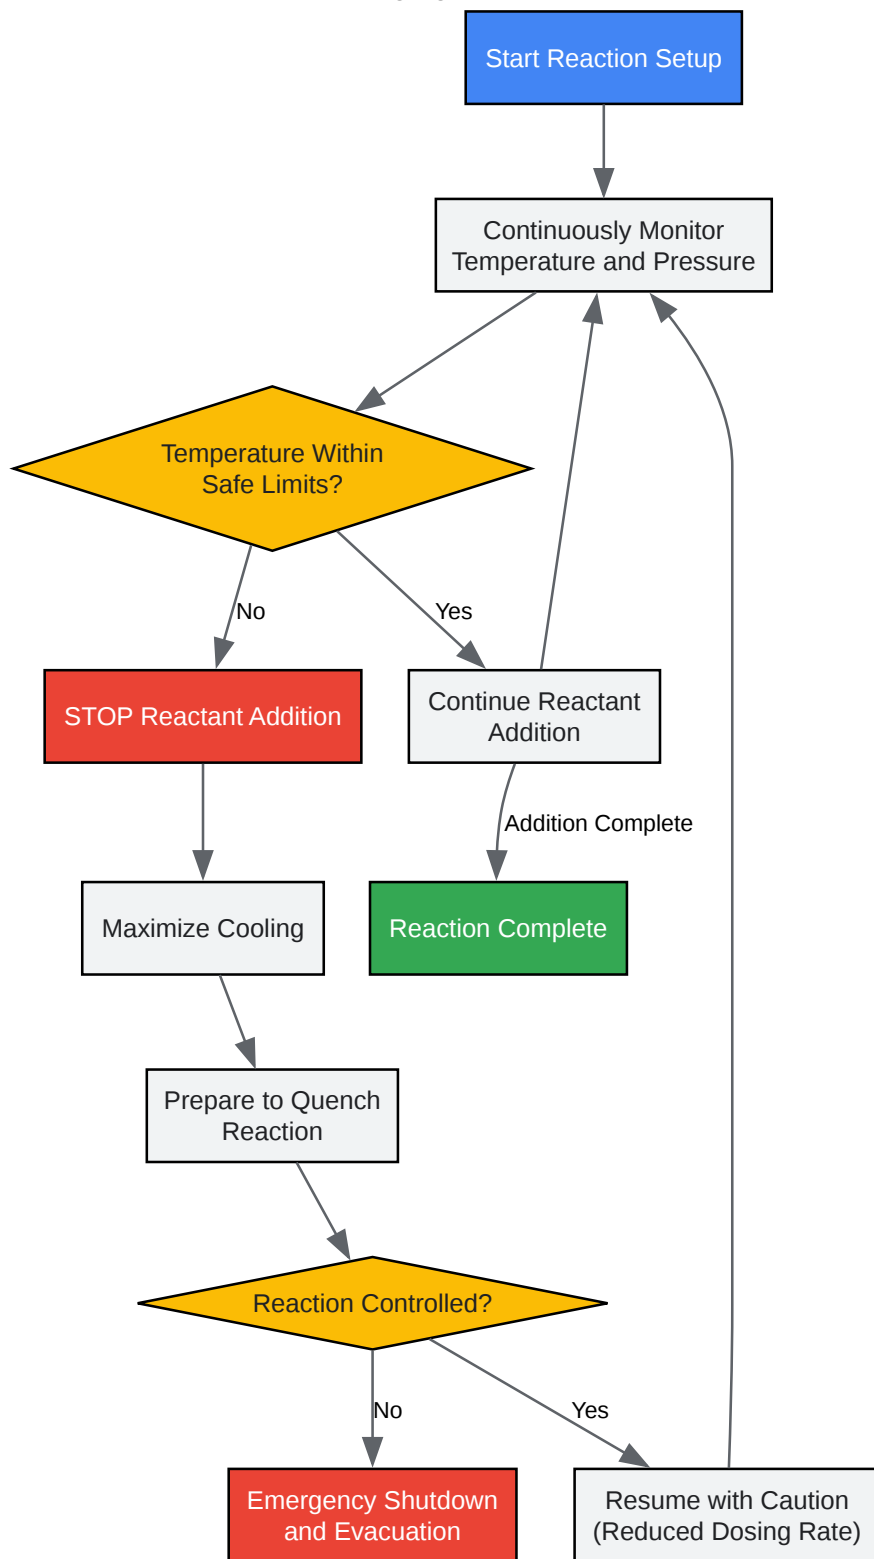 Start Reaction Setup
Continuously Monitor
Temperature and Pressure
Temperature Within
Safe Limits?
No
Yes
STOP Reactant Addition
Continue Reactant
Addition
Addition Complete
Maximize Cooling
Reaction Complete
Prepare to Quench
Reaction
Reaction Controlled?
No
Yes
Emergency Shutdown
and Evacuation
Resume with Caution
(Reduced Dosing Rate)